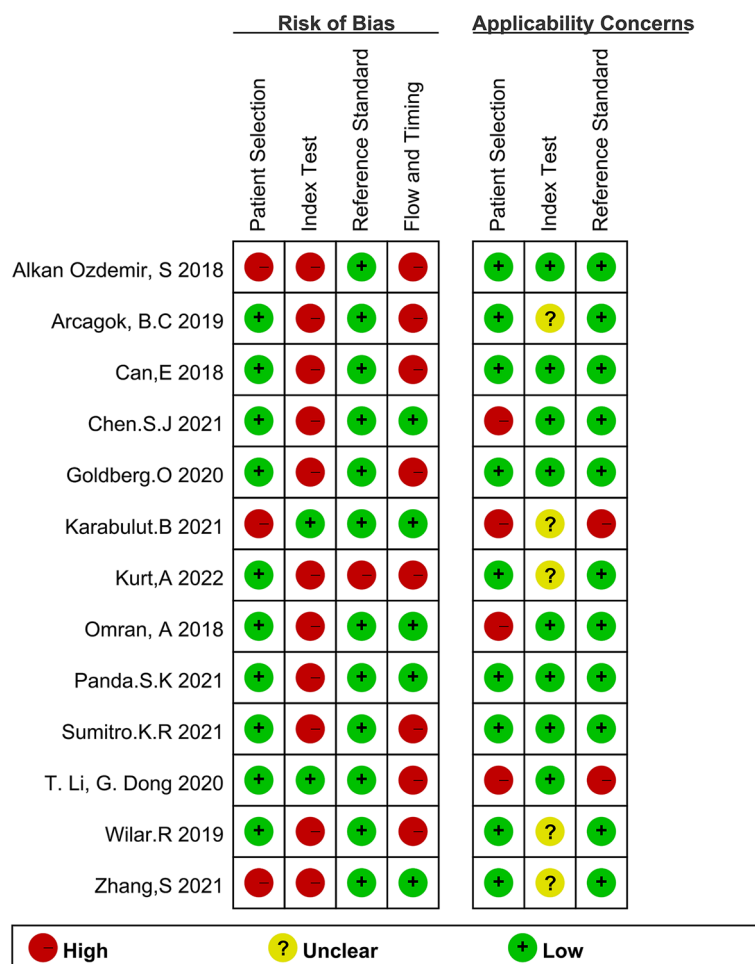 Risk of Bias Applicability Concerns
Patient Selection Index Test Reference Standard Flow and Timing Patient Selection Index Test Reference Standard
Alkan Ozdemir, S 2018 – – + – + + +
Arcagok, B.C 2019 + – + – + ? +
Can,E 2018 + – + – + + +
Chen.S.J 2021 + – + + – + +
Goldberg.O 2020 + – + – + + +
Karabulut.B 2021 – + + + – ? –
Kurt,A 2022 + – – – + ? +
Omran, A 2018 + – + + – + +
Panda.S.K 2021 + – + + + + +
Sumitro.K.R 2021 + – + – + + +
T. Li, G. Dong 2020 + + + – – + –
Wilar.R 2019 + – + – + ? +
Zhang,S 2021 – – + + + ? +
– High ? Unclear + Low